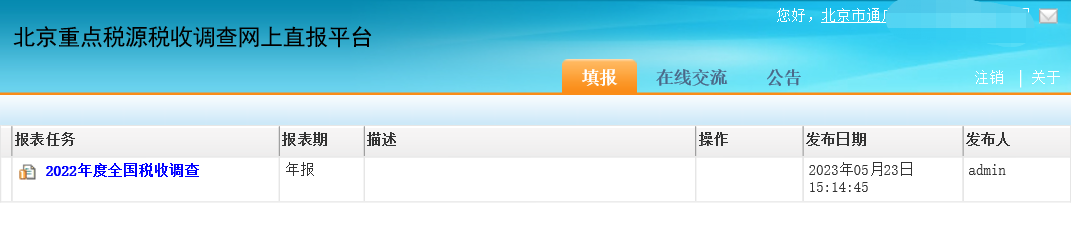 您好，北京市通
北京重点税源税收调查网上直报平台
填报 在线交流 公告 注销 | 关于
报表任务 报表期 描述 操作 发布日期 发布人
2022年度全国税收调查 年报 2023年05月23日 admin
15:14:45